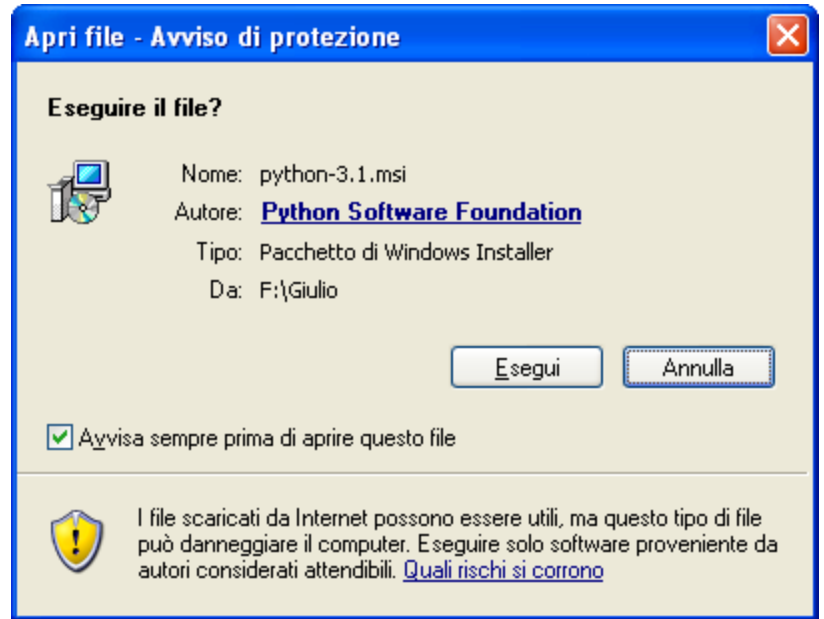 Apri file - Avviso di protezione
Eseguire il file?
Nome: python-3.1.msi
Autore: Python Software Foundation
Tipo: Pacchetto di Windows Installer
Da: F:\Giulio
Esegui Annulla
Avvisa sempre prima di aprire questo file
I file scaricati da Internet possono essere utili, ma questo tipo di file
può danneggiare il computer. Eseguire solo software proveniente da
autori considerati attendibili. Quali rischi si corrono